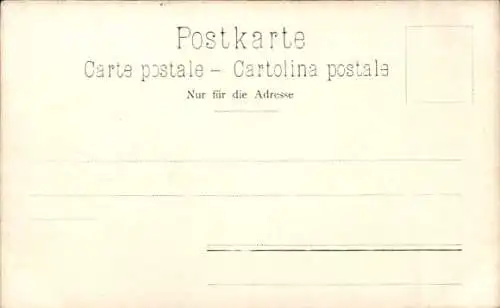 Postkarte
Carte postale – Cartolina postale
Nur für die Adresse